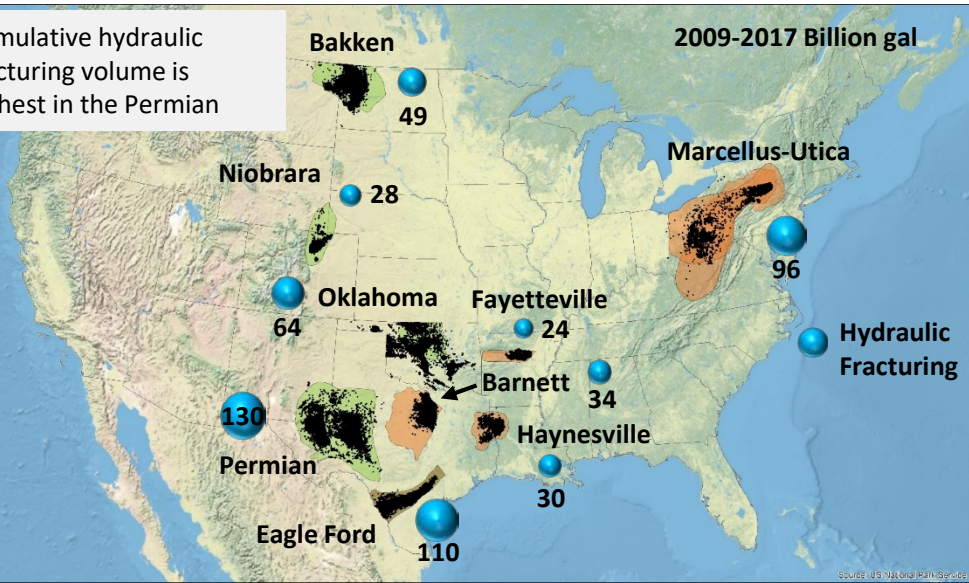 mulative hydraulic
cturing volume is
hest in the Permian
Bakken
2009-2017 Billion gal
49
Marcellus-Utica
Niobrara
28
96
Oklahoma
64
Fayetteville
24
Hydraulic
Fracturing
Barnett
34
130
Haynesville
Permian
30
Eagle Ford
110
Source: US National Park Service